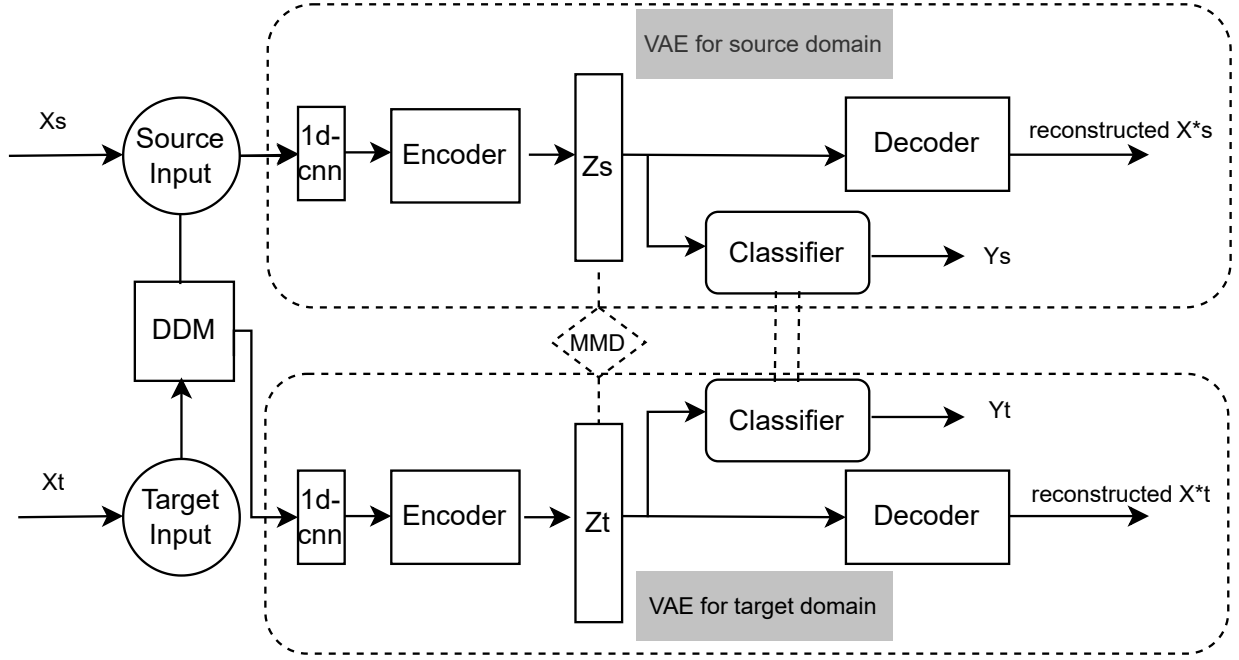 VAE for source domain
Xs
Source
Input
1d-
cnn
Encoder
Zs
Decoder
reconstructed X*s
Classifier
Ys
DDM
MMD
Classifier
Yt
Xt
Target
Input
1d-
cnn
Encoder
Zt
Decoder
reconstructed X*t
VAE for target domain